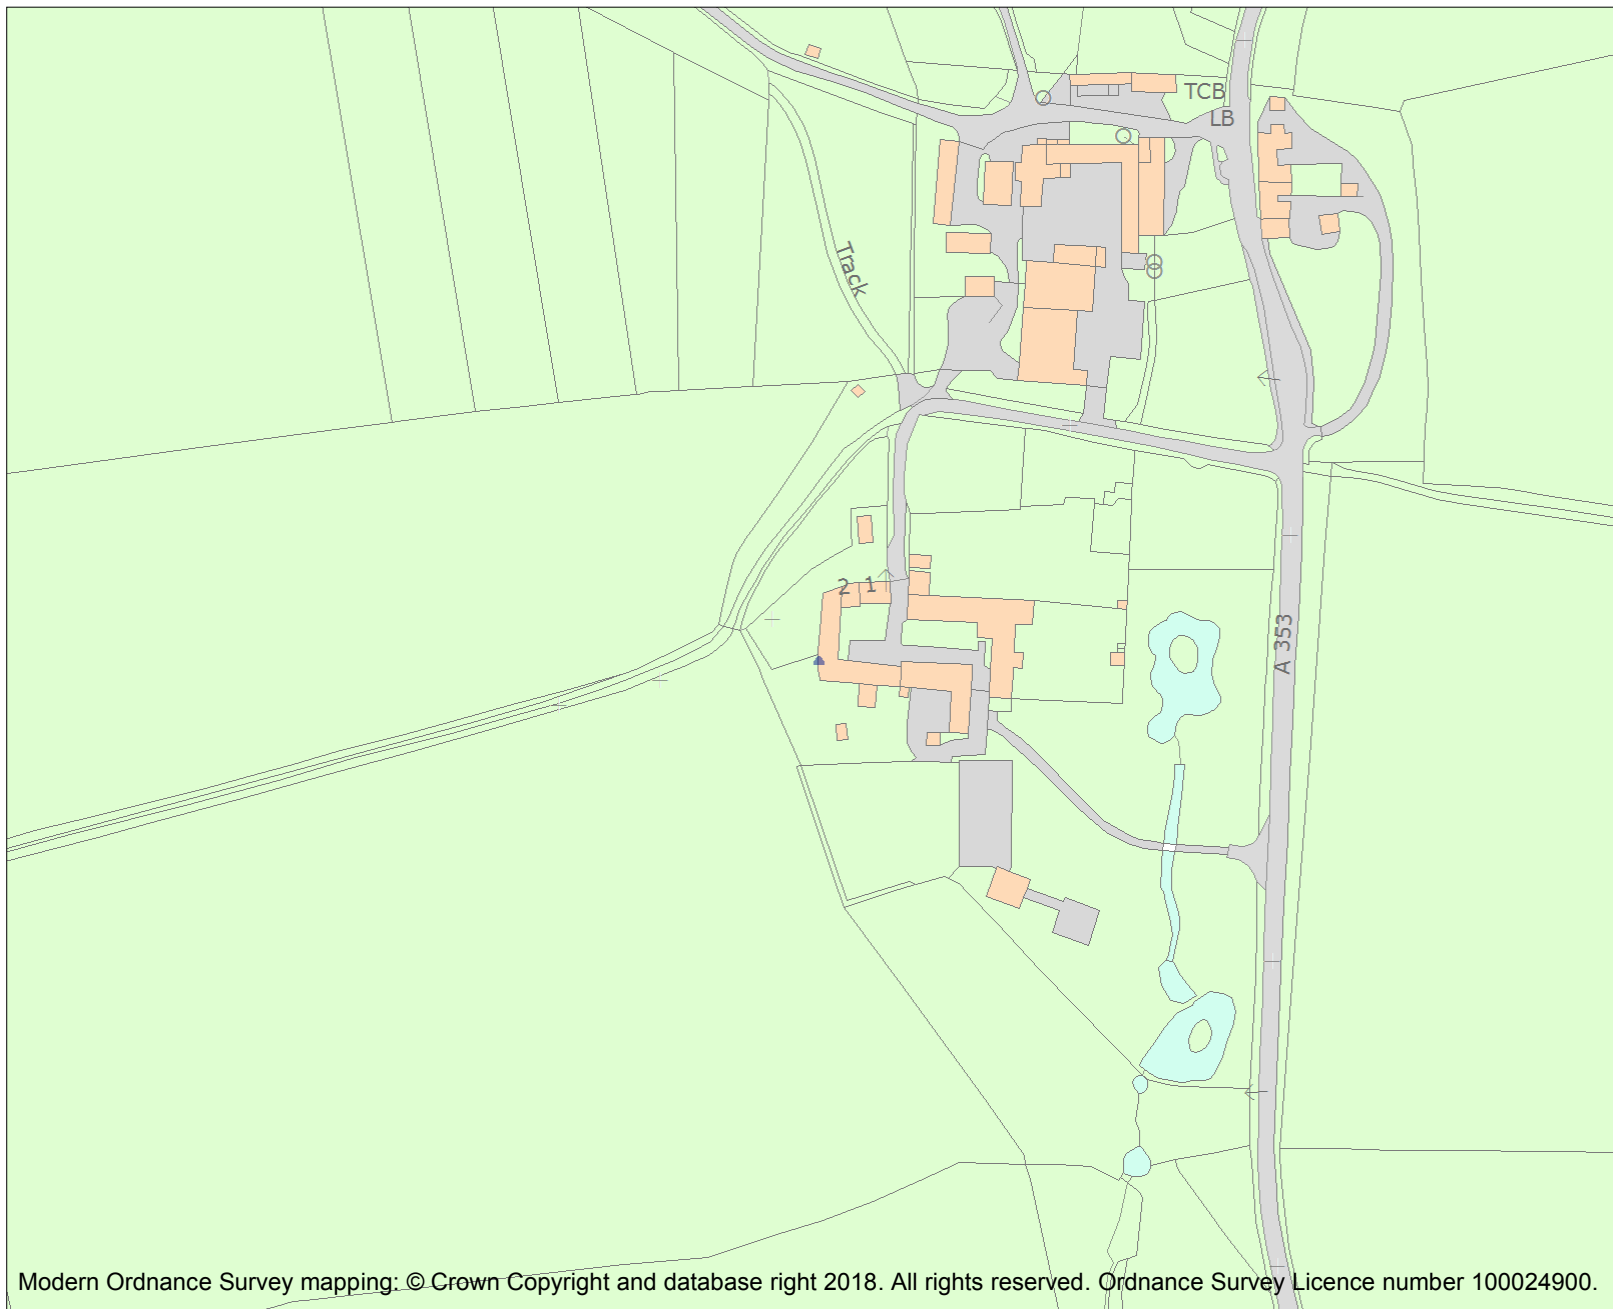 TCB
LB
Track
2 1
A 353
Modern Ordnance Survey mapping: © Crown Copyright and database right 2018. All rights reserved. Ordnance Survey Licence number 100024900.